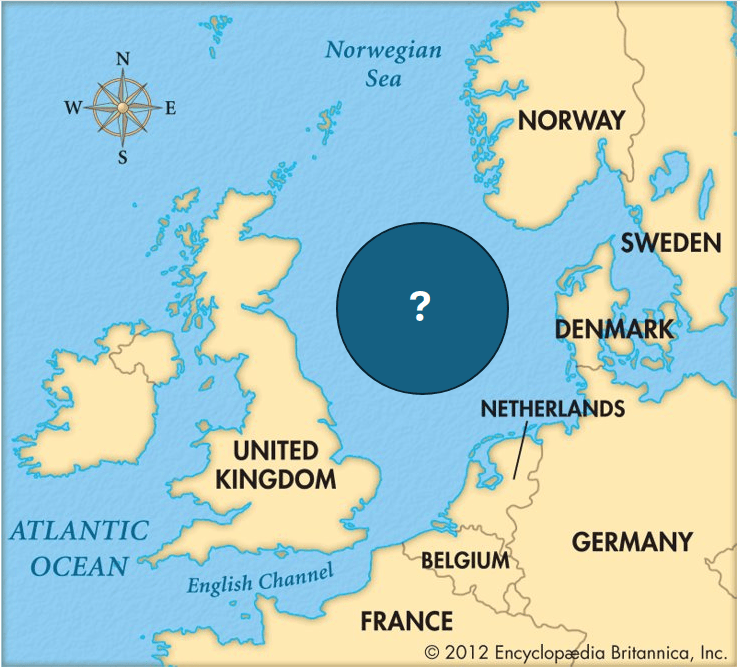 Norwegian
Sea
N
W
E
S
NORWAY
SWEDEN
?
DENMARK
NETHERLANDS
UNITED
KINGDOM
ATLANTIC
OCEAN
English Channel
BELGIUM
GERMANY
FRANCE
© 2012 Encyclopædia Britannica, Inc.